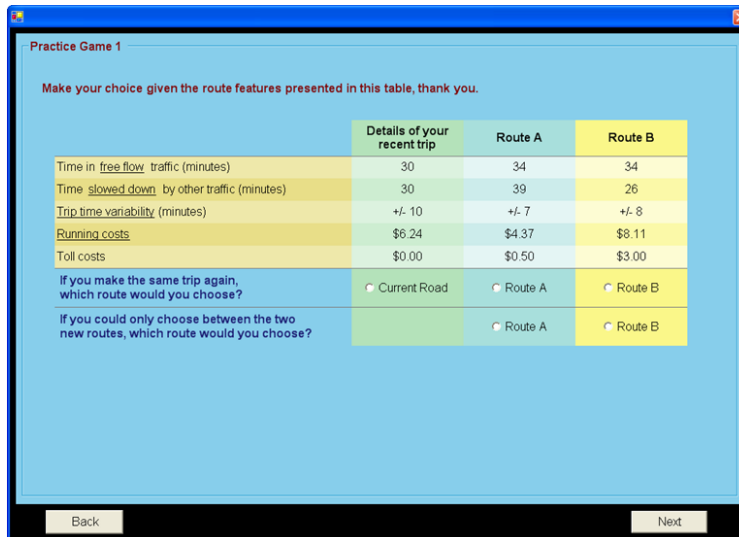 Practice Game 1
Make your choice given the route features presented in this table, thank you.
Details of your
recent trip
Route A
Route B
Time in free flow traffic (minutes) 30 34 34
Time slowed down by other traffic (minutes) 30 39 26
Trip time variability (minutes) +/- 10 +/- 7 +/- 8
Running costs $6.24 $4.37 $8.11
Toll costs $0.00 $0.50 $3.00
If you make the same trip again,
which route would you choose?
Current Road Route A Route B
If you could only choose between the two
new routes, which route would you choose?
Route A Route B
Back Next